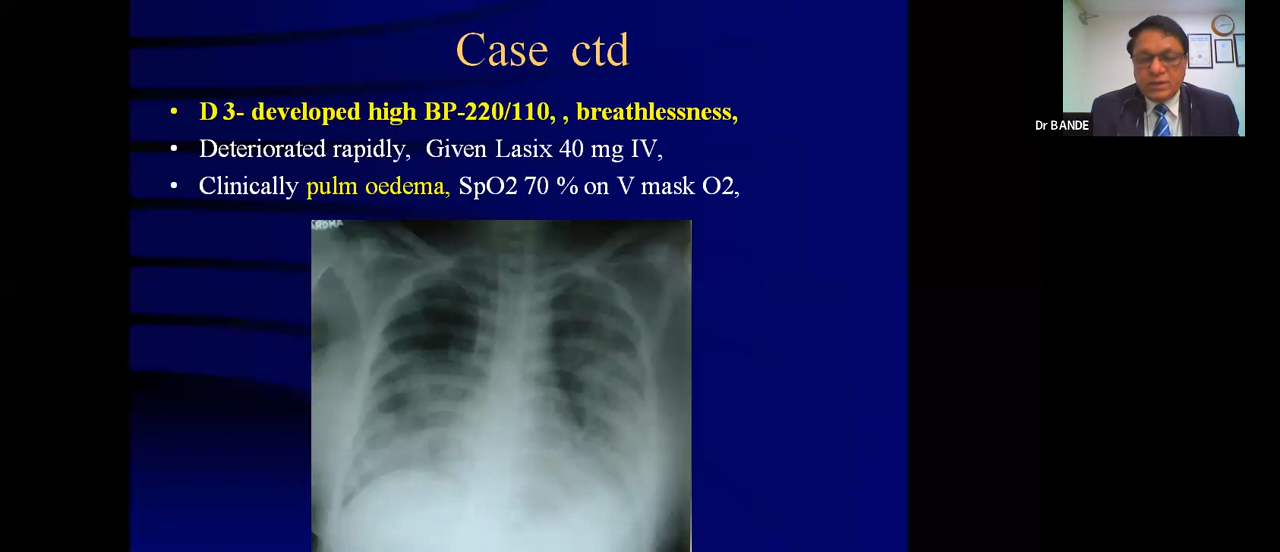 Case ctd
• D 3- developed high BP-220/110, , breathlessness,
• Deteriorated rapidly, Given Lasix 40 mg IV,
• Clinically pulm oedema, SpO2 70 % on V mask O2,
Dr BANDE